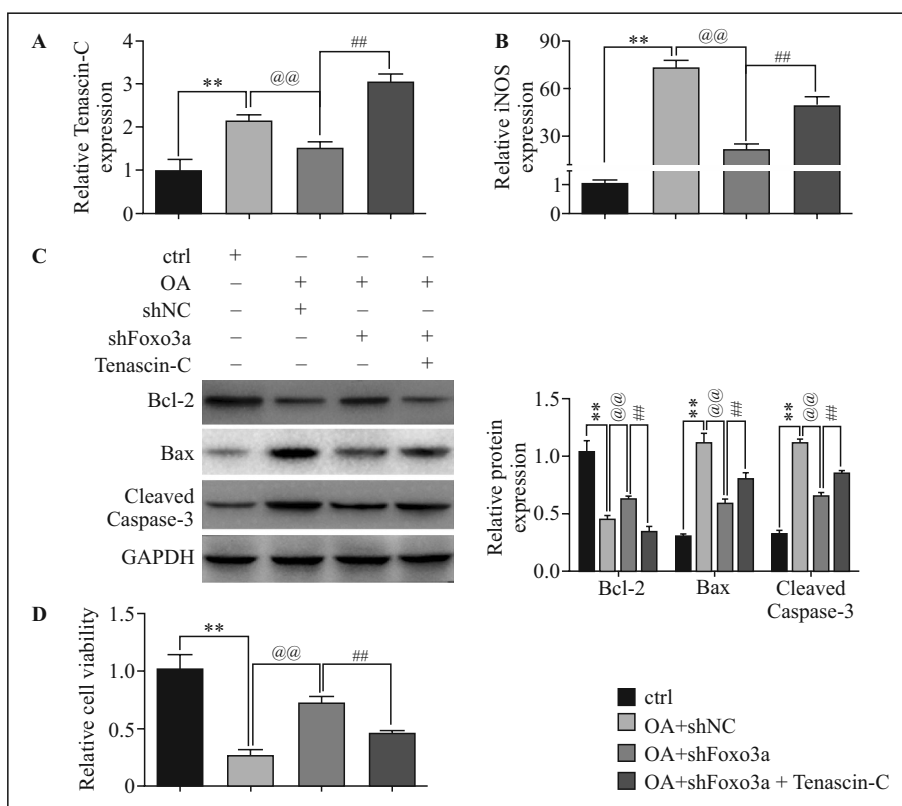 A
Relative Tenascin-C
expression
4
3
2
1
0
**
@@
##
B
Relative iNOS
expression
90
60
30
1
0
**
@@
##
C
ctrl + – – –
OA – + + +
shNC – + – –
shFoxo3a – – + +
Tenascin-C – – – +
Bcl-2
Bax
Cleaved
Caspase-3
GAPDH
Relative protein
expression
1.5
1.0
0.5
0.0
** @@ ## ** @@ ## ** @@ ##
Bcl-2 Bax Cleaved
Caspase-3
D
Relative cell viability
1.5
1.0
0.5
0
**
@@
##
ctrl
OA+shNC
OA+shFoxo3a
OA+shFoxo3a + Tenascin-C